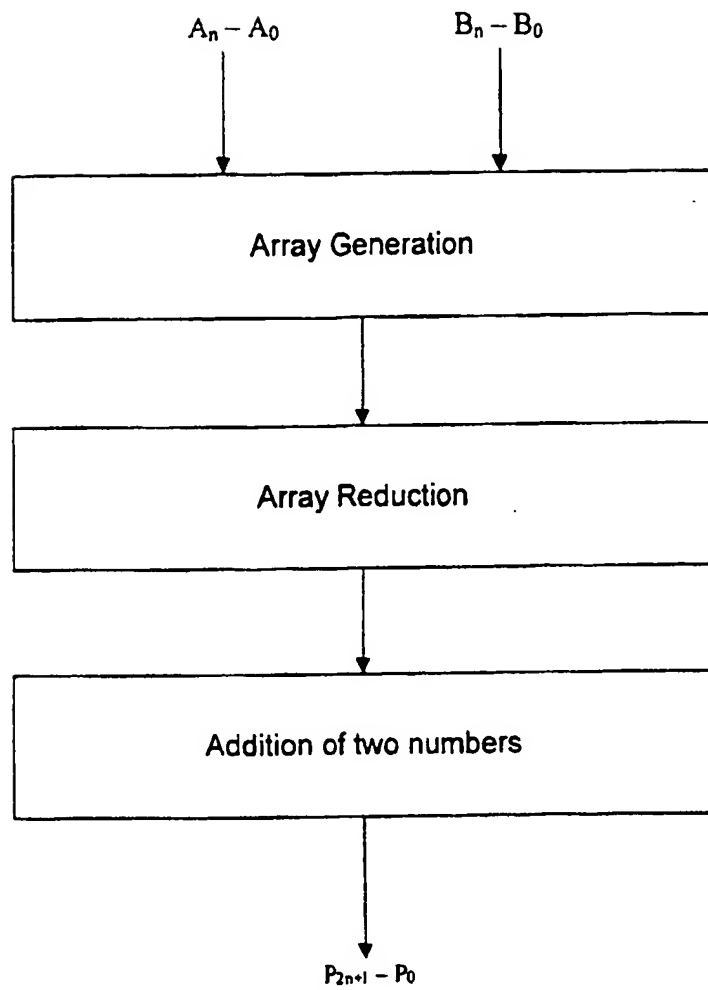 Aₙ – A₀ Bₙ – B₀
Array Generation
Array Reduction
Addition of two numbers
P₂ₙ₊₁ – P₀